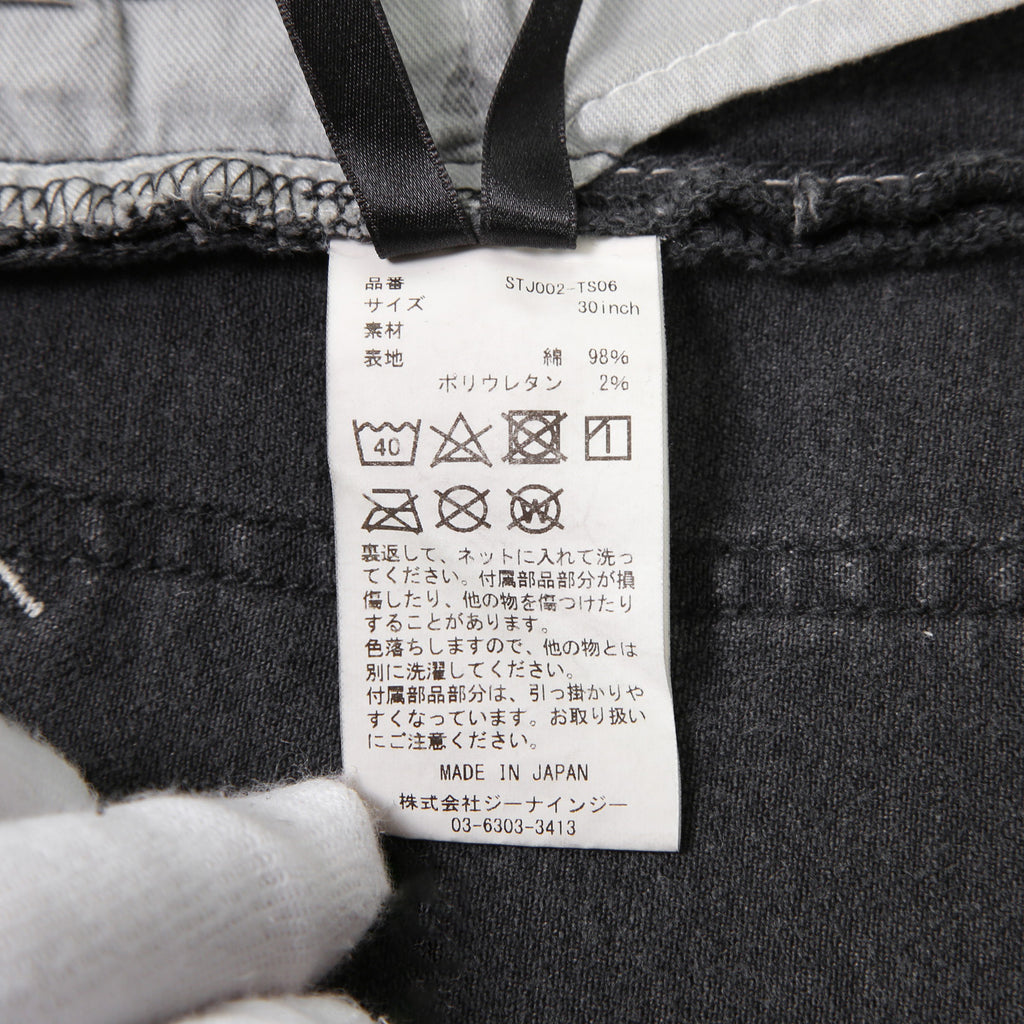 品番 STJ002-TS06
サイズ 30inch
素材
表地 綿 98%
ポリウレタン 2%
40
W
裏返して、ネットに入れて洗っ
てください。付属部品部分が損
傷したり、他の物を傷つけたり
することがあります。
色落ちしますので、他の物とは
別に洗濯してください。
付属部品部分は、引っ掛かりや
すくなっています。お取り扱い
にご注意ください。
MADE IN JAPAN
株式会社ジーナインジー
03-6303-3413